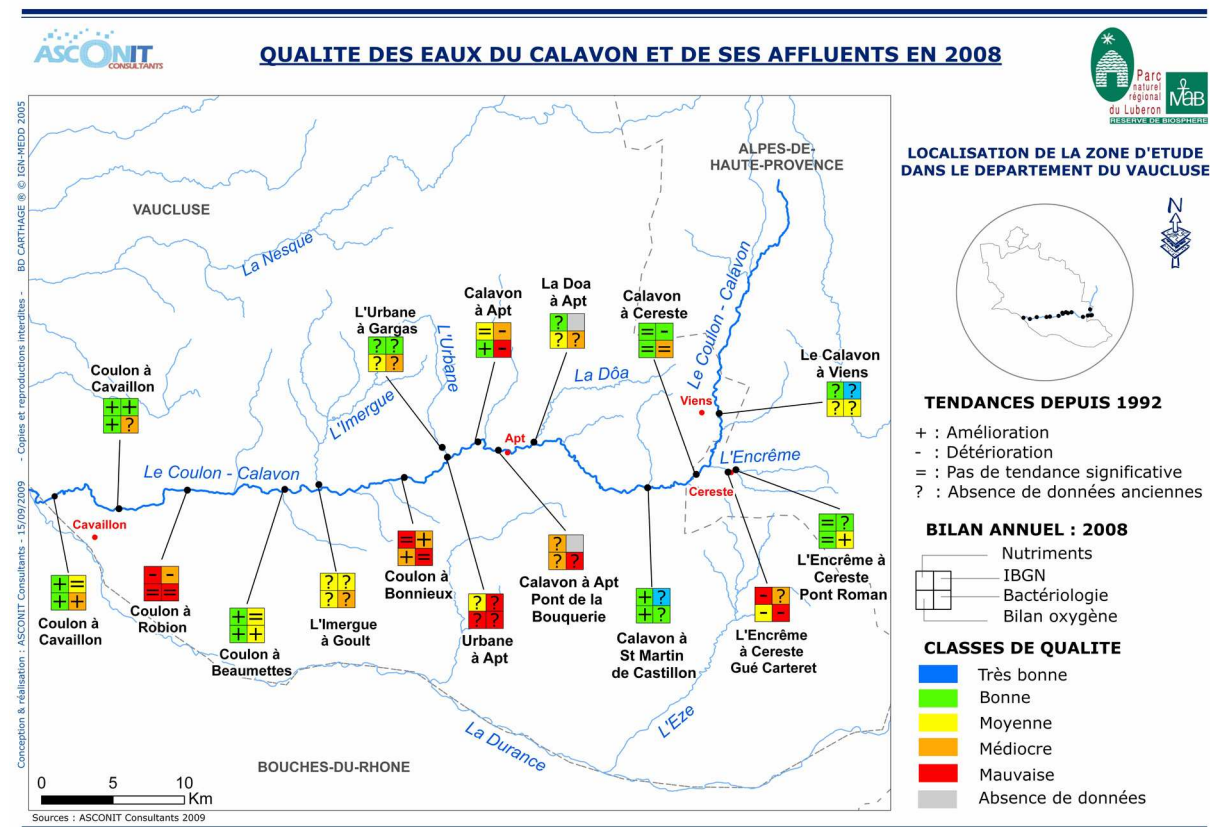 ASCONIT
CONSULTANTS
QUALITE DES EAUX DU CALAVON ET DE SES AFFLUENTS EN 2008
Parc
naturel
régional
du Luberon
MAB
RESERVE DE BIOSPHERE
Conception & réalisation : ASCONIT Consultants - 15/09/2009 - Copies et reproductions interdites - BD CARTHAGE ® © IGN-MEDD 2005
ALPES-DE-
HAUTE-PROVENCE
VAUCLUSE
La Nesque
Le Coulon - Calavon
L'Urbane
à Gargas
? ?
? ?
L'Urbane
Calavon
à Apt
= -
+ -
La Doa
à Apt
?
? ?
Calavon
à Cereste
= -
= =
Le Calavon
à Viens
? ?
? ?
Coulon à
Cavaillon
+ +
+ ?
L'Imergue
La Dôa
Viens
Apt
L'Encrême
Le Coulon - Calavon
Cereste
Cavaillon
+ =
+ +
Coulon à
Cavaillon
- -
= =
Coulon à
Robion
+ =
+ +
Coulon à
Beaumettes
? ?
? ?
L'Imergue
à Goult
= +
+ =
Coulon à
Bonnieux
? ?
? ?
Urbane
à Apt
?
? ?
Calavon à Apt
Pont de la
Bouquerie
+ ?
+ ?
Calavon à
St Martin
de Castillon
- ?
- -
L'Encrême
à Cereste
Gué Carteret
= ?
= +
L'Encrême à
Cereste
Pont Roman
La Durance
L'Eze
BOUCHES-DU-RHONE
0 5 10
Km
Sources : ASCONIT Consultants 2009
LOCALISATION DE LA ZONE D'ETUDE
DANS LE DEPARTEMENT DU VAUCLUSE
N
TENDANCES DEPUIS 1992
+ : Amélioration
- : Détérioration
= : Pas de tendance significative
? : Absence de données anciennes
BILAN ANNUEL : 2008
Nutriments
IBGN
Bactériologie
Bilan oxygène
CLASSES DE QUALITE
Très bonne
Bonne
Moyenne
Médiocre
Mauvaise
Absence de données